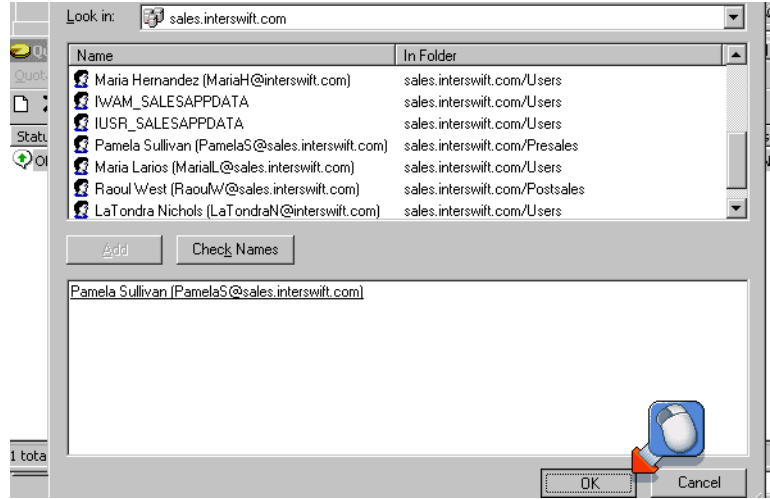 Look in: sales.interswift.com
Name In Folder
Maria Hernandez (MariaH@interswift.com) sales.interswift.com/Users
IWAM_SALESAPPDATA sales.interswift.com/Users
IUSR_SALESAPPDATA sales.interswift.com/Users
Pamela Sullivan (PamelaS@sales.interswift.com) sales.interswift.com/Presales
Maria Larios (MariaIL@sales.interswift.com) sales.interswift.com/Users
Raoul West (RaoulW@sales.interswift.com) sales.interswift.com/Postsales
LaTondra Nichols (LaTondraN@interswift.com) sales.interswift.com/Users
Add Check Names
Pamela Sullivan (PamelaS@sales.interswift.com)
1 tota
OK Cancel